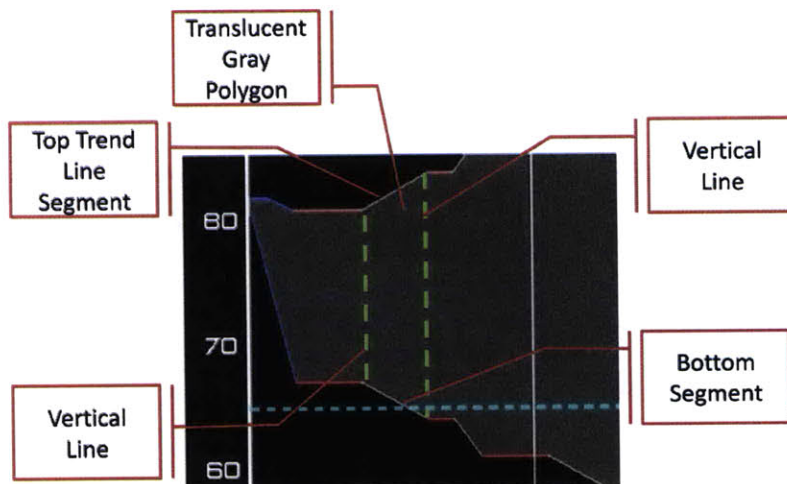 Translucent
Gray
Polygon
Top Trend
Line
Segment
Vertical
Line
80
70
Bottom
Segment
Vertical
Line
60